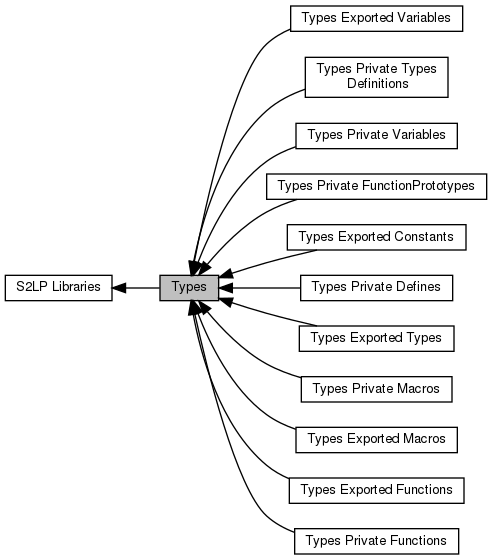 Types Exported Variables
Types Private Types
Definitions
Types Private Variables
Types Private FunctionPrototypes
Types Exported Constants
S2LP Libraries
Types
Types Private Defines
Types Exported Types
Types Private Macros
Types Exported Macros
Types Exported Functions
Types Private Functions